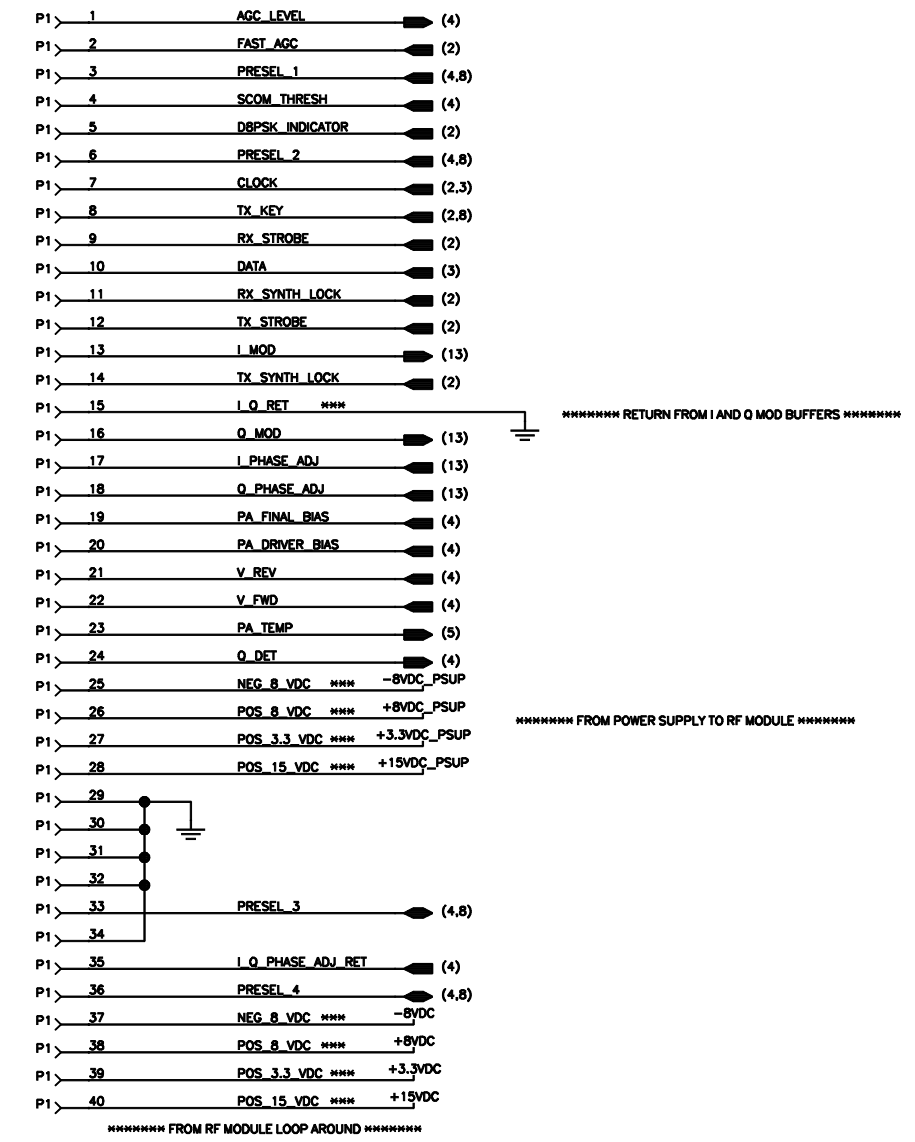 P1 1 AGC_LEVEL (4)
P1 2 FAST_AGC (2)
P1 3 PRESEL_1 (4,8)
P1 4 SCOM_THRESH (4)
P1 5 D8PSK_INDICATOR (2)
P1 6 PRESEL_2 (4,8)
P1 7 CLOCK (2,3)
P1 8 TX_KEY (2,8)
P1 9 RX_STROBE (2)
P1 10 DATA (3)
P1 11 RX_SYNTH_LOCK (2)
P1 12 TX_STROBE (2)
P1 13 I_MOD (13)
P1 14 TX_SYNTH_LOCK (2)
P1 15 I_Q_RET *** ******* RETURN FROM I AND Q MOD BUFFERS *******
P1 16 Q_MOD (13)
P1 17 I_PHASE_ADJ (13)
P1 18 Q_PHASE_ADJ (13)
P1 19 PA_FINAL_BIAS (4)
P1 20 PA_DRIVER_BIAS (4)
P1 21 V_REV (4)
P1 22 V_FWD (4)
P1 23 PA_TEMP (5)
P1 24 Q_DET (4)
P1 25 NEG_8_VDC *** -8VDC_PSUP
P1 26 POS_8_VDC *** +8VDC_PSUP ******* FROM POWER SUPPLY TO RF MODULE *******
P1 27 POS_3.3_VDC *** +3.3VDC_PSUP
P1 28 POS_15_VDC *** +15VDC_PSUP
P1 29
P1 30
P1 31
P1 32
P1 33 PRESEL_3 (4,8)
P1 34
P1 35 I_Q_PHASE_ADJ_RET (4)
P1 36 PRESEL_4 (4,8)
P1 37 NEG_8_VDC *** -8VDC
P1 38 POS_8_VDC *** +8VDC
P1 39 POS_3.3_VDC *** +3.3VDC
P1 40 POS_15_VDC *** +15VDC
******* FROM RF MODULE LOOP AROUND *******